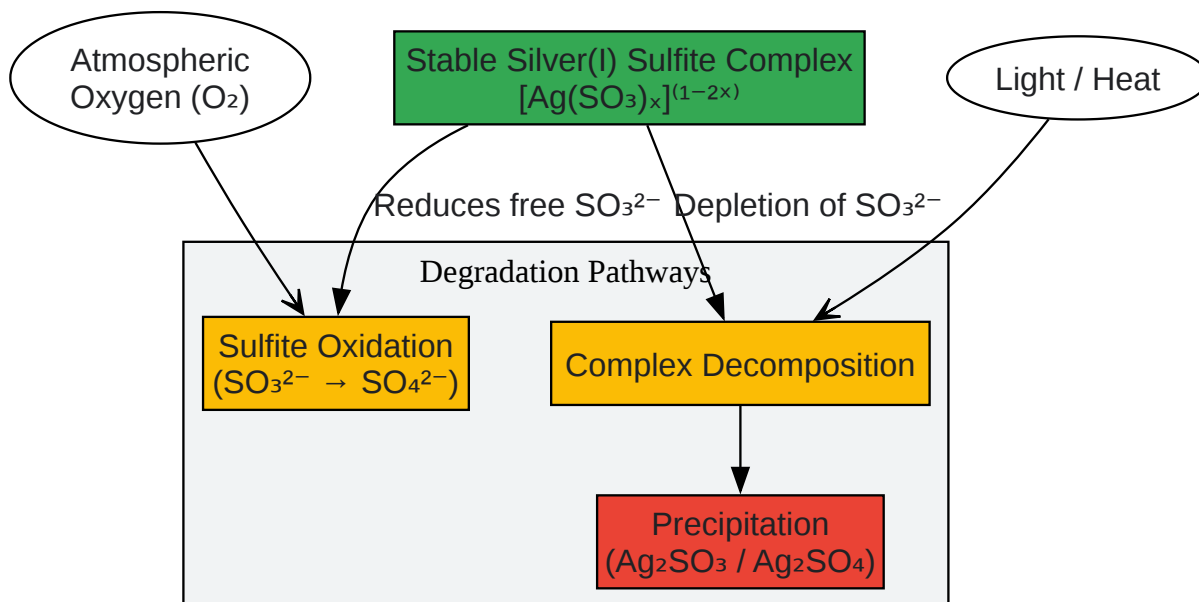 Atmospheric
Oxygen (O₂)
Stable Silver(I) Sulfite Complex
[Ag(SO₃)ₓ]⁽¹⁻²ˣ⁾
Light / Heat
Reduces free SO₃²⁻
Depletion of SO₃²⁻
Degradation Pathways
Sulfite Oxidation
(SO₃²⁻ → SO₄²⁻)
Complex Decomposition
Precipitation
(Ag₂SO₃ / Ag₂SO₄)